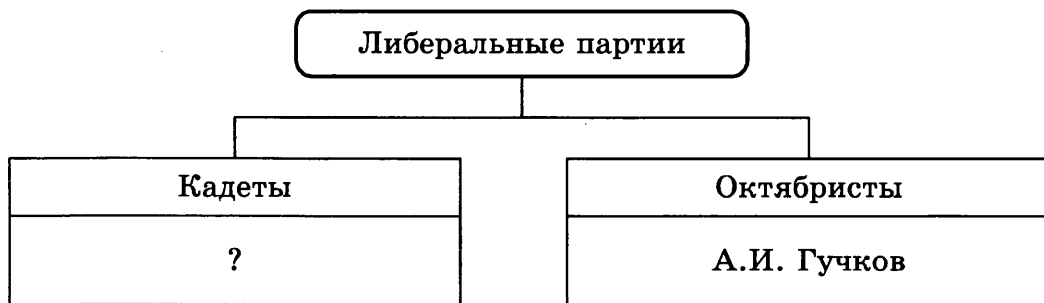 Либеральные партии
Кадеты
Октябристы
?
А.И. Гучков